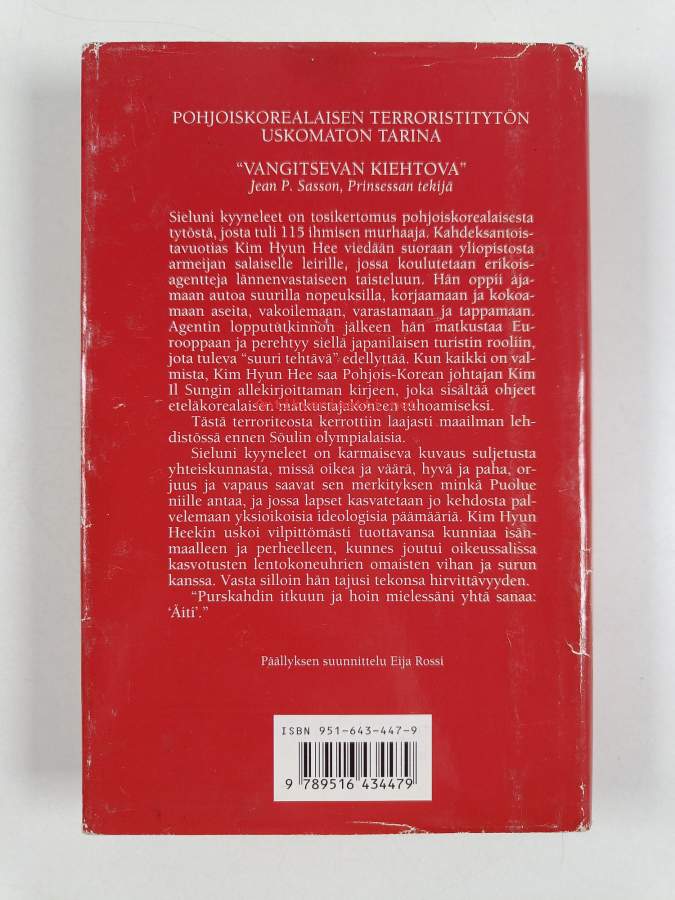 POHJOISKOREALAISEN TERRORISTITYTÖN
USKOMATON TARINA
“VANGITSEVAN KIEHTOVA”
Jean P. Sasson, Prinsessan tekijä
Sieluni kyyneleet on tosikertomus pohjoiskorealaisesta
tytöstä, josta tuli 115 ihmisen murhaaja. Kahdeksantois-
tavuotias Kim Hyun Hee viedään suoraan yliopistosta
armeijan salaiselle leirille, jossa koulutetaan erikois-
agentteja lännenvastaiseen taisteluun. Hän oppii aja-
maan autoa suurilla nopeuksilla, korjaamaan ja kokoa-
maan aseita, vakoilemaan, varastamaan ja tappamaan.
Agentin lopputútkinnon jälkeen hän matkustaa Eu-
rooppaan ja perehtyy siellä japanilaisen turistin rooliin,
jota tuleva “suuri tehtävä” edellyttää. Kun kaikki on val-
mista, Kim Hyun Hee saa Pohjois-Korean johtajan Kim
Il Sungin allekirjoittaman kirjeen, joka sisältää ohjeet
eteläkorealaisen matkustajakoneen tuhoamiseksi.
Tästä terroriteosta kerrottiin laajasti maailman leh-
distössä ennen Söulin olympialaisia.
Sieluni kyyneleet on karmaiseva kuvaus suljetusta
yhteiskunnasta, missä oikea ja väärä, hyvä ja paha, or-
juus ja vapaus saavat sen merkityksen minkä Puolue
niille antaa, ja jossa lapset kasvatetaan jo kehdosta pal-
velemaan yksioikoisia ideologisia päämääriä. Kim Hyun
Heekin uskoi vilpittömästi tuottavansa kunniaa isän-
maalleen ja perheelleen, kunnes joutui oikeussalissa
kasvotusten lentokoneuhrien omaisten vihan ja surun
kanssa. Vasta silloin hän tajusi tekonsa hirvittävyyden.
“Purskahdin itkuun ja hoin mielessäni yhtä sanaa:
‘Äiti’.”
Päällyksen suunnittelu Eija Rossi
ISBN 951-643-447-9
9 789516 434479